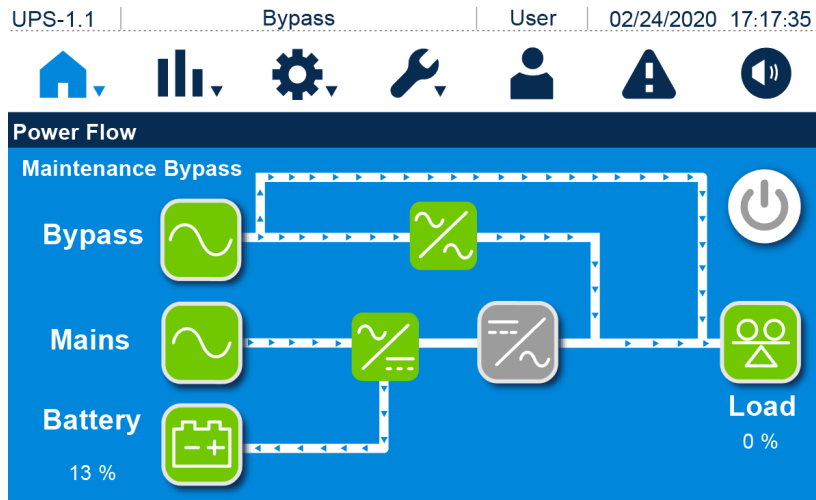 UPS-1.1 Bypass User 02/24/2020 17:17:35
Power Flow
Maintenance Bypass
Bypass
Mains
Battery
13 %
Load
0 %